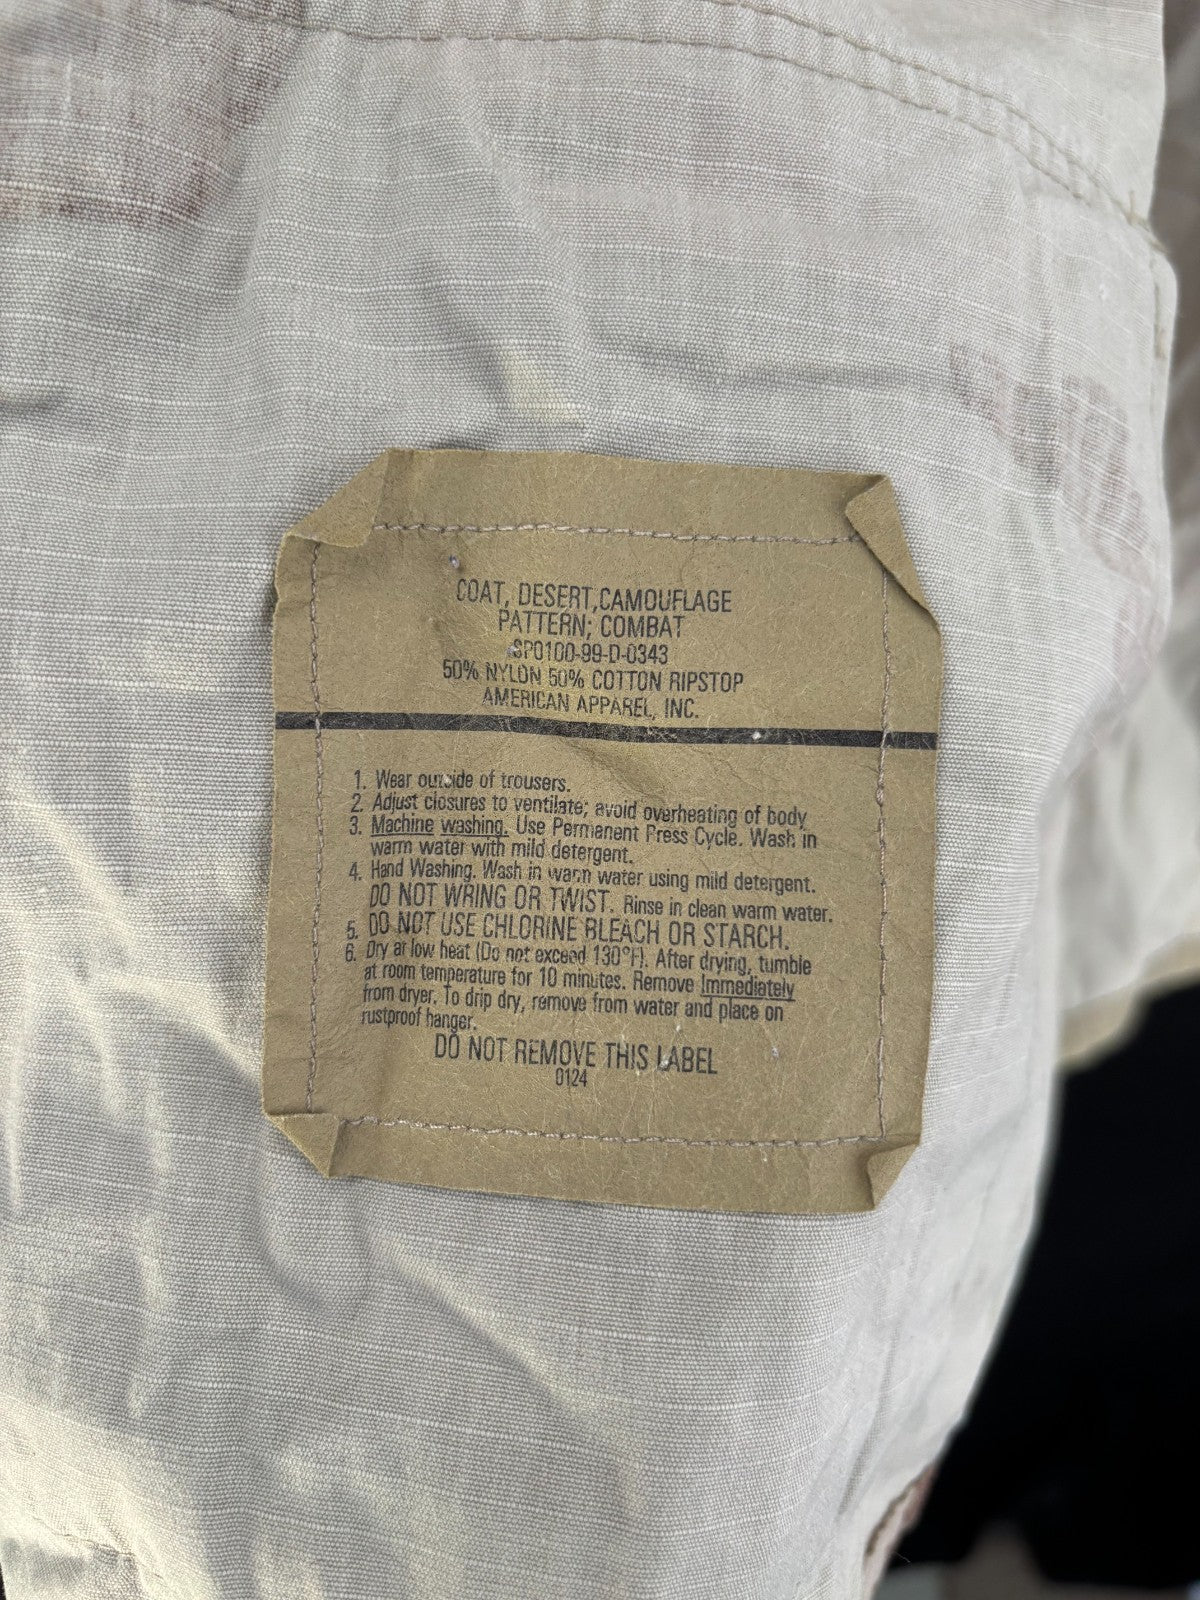 COAT, DESERT, CAMOUFLAGE
PATTERN; COMBAT
SP0100-99-D-0343
50% NYLON 50% COTTON RIPSTOP
AMERICAN APPAREL, INC.
1. Wear outside of trousers.
2. Adjust closures to ventilate; avoid overheating of body
3. Machine washing. Use Permanent Press Cycle. Wash in
warm water with mild detergent.
4. Hand Washing. Wash in warm water using mild detergent.
DO NOT WRING OR TWIST. Rinse in clean warm water.
5. DO NOT USE CHLORINE BLEACH OR STARCH.
6. Dry at low heat (Do not exceed 130°F). After drying, tumble
at room temperature for 10 minutes. Remove Immediately
from dryer. To drip dry, remove from water and place on
rustproof hanger.
DO NOT REMOVE THIS LABEL
0124